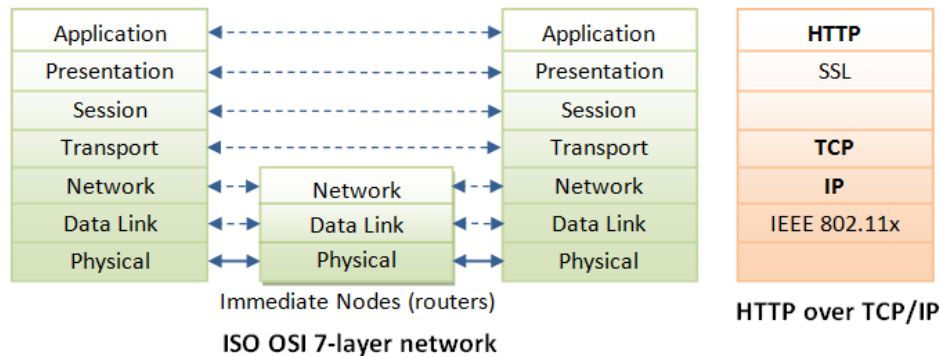 Application Application HTTP
Presentation Presentation SSL
Session Session
Transport Transport TCP
Network Network Network IP
Data Link Data Link Data Link IEEE 802.11x
Physical Physical Physical
Immediate Nodes (routers)
HTTP over TCP/IP
ISO OSI 7-layer network